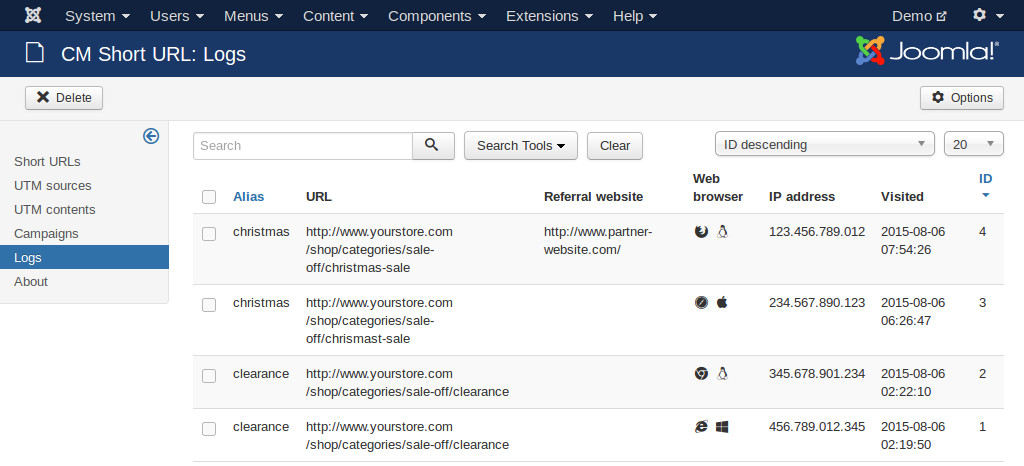 System Users Menus Content Components Extensions Help Demo
CM Short URL: Logs Joomla!®
Delete Options
Short URLs
UTM sources
UTM contents
Campaigns
Logs
About
Search Search Tools Clear ID descending 20
Alias URL Referral website Web browser IP address Visited ID
christmas http://www.yourstore.com http://www.partner- 123.456.789.012 2015-08-06 4
/shop/categories/sale- website.com/ 07:54:26
off/christmas-sale
christmas http://www.yourstore.com 234.567.890.123 2015-08-06 3
/shop/categories/sale- 06:26:47
off/chrismast-sale
clearance http://www.yourstore.com 345.678.901.234 2015-08-06 2
/shop/categories/sale-off/clearance 02:22:10
clearance http://www.yourstore.com 456.789.012.345 2015-08-06 1
/shop/categories/sale-off/clearance 02:19:50